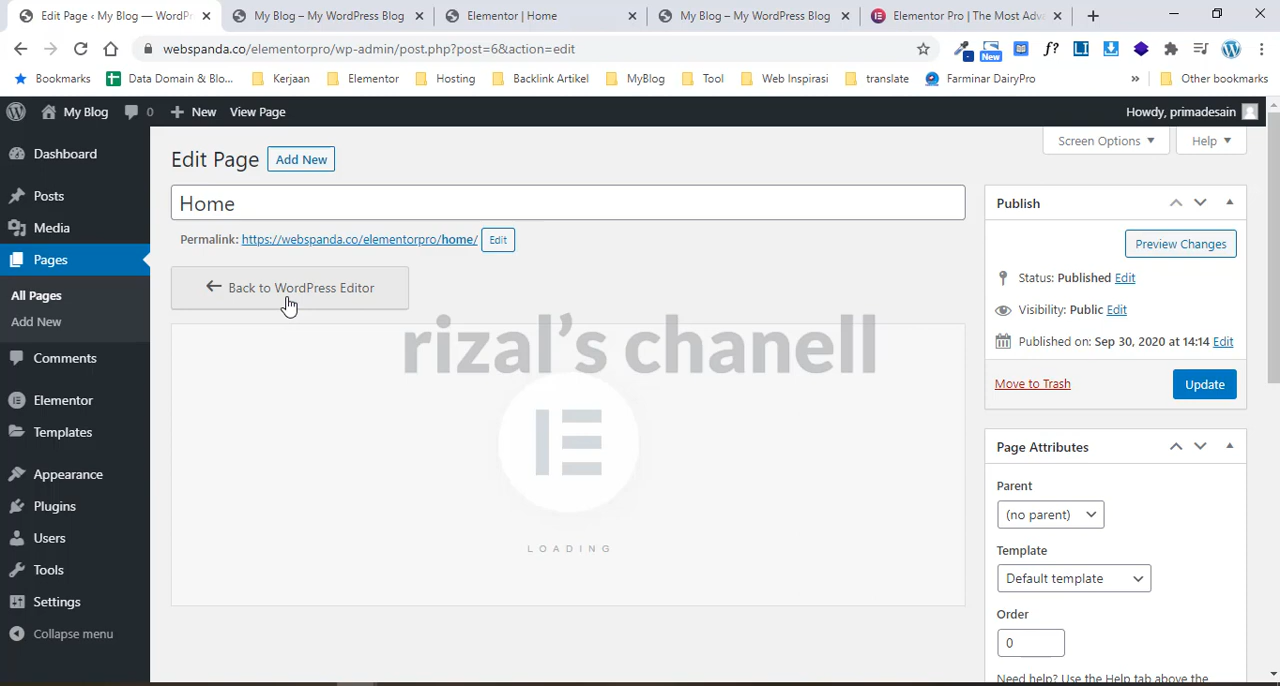 Edit Page ‹ My Blog — WordPr
My Blog – My WordPress Blog
Elementor | Home
My Blog – My WordPress Blog
Elementor Pro | The Most Adva
webspanda.co/elementorpro/wp-admin/post.php?post=6&action=edit
New
Bookmarks
Data Domain & Blo...
Kerjaan
Elementor
Hosting
Backlink Artikel
MyBlog
Tool
Web Inspirasi
translate
Farminar DairyPro
»
Other bookmarks
My Blog
0
New
View Page
Howdy, primadesain
Dashboard
Posts
Media
Pages
All Pages
Add New
Comments
Elementor
Templates
Appearance
Plugins
Users
Tools
Settings
Collapse menu
Screen Options
Help
Edit Page
Add New
Home
Permalink: https://webspanda.co/elementorpro/home/
Edit
Back to WordPress Editor
rizal's chanell
LOADING
Publish
Preview Changes
Status: Published Edit
Visibility: Public Edit
Published on: Sep 30, 2020 at 14:14 Edit
Move to Trash
Update
Page Attributes
Parent
(no parent)
Template
Default template
Order
0
Need help? Use the Help tab above the